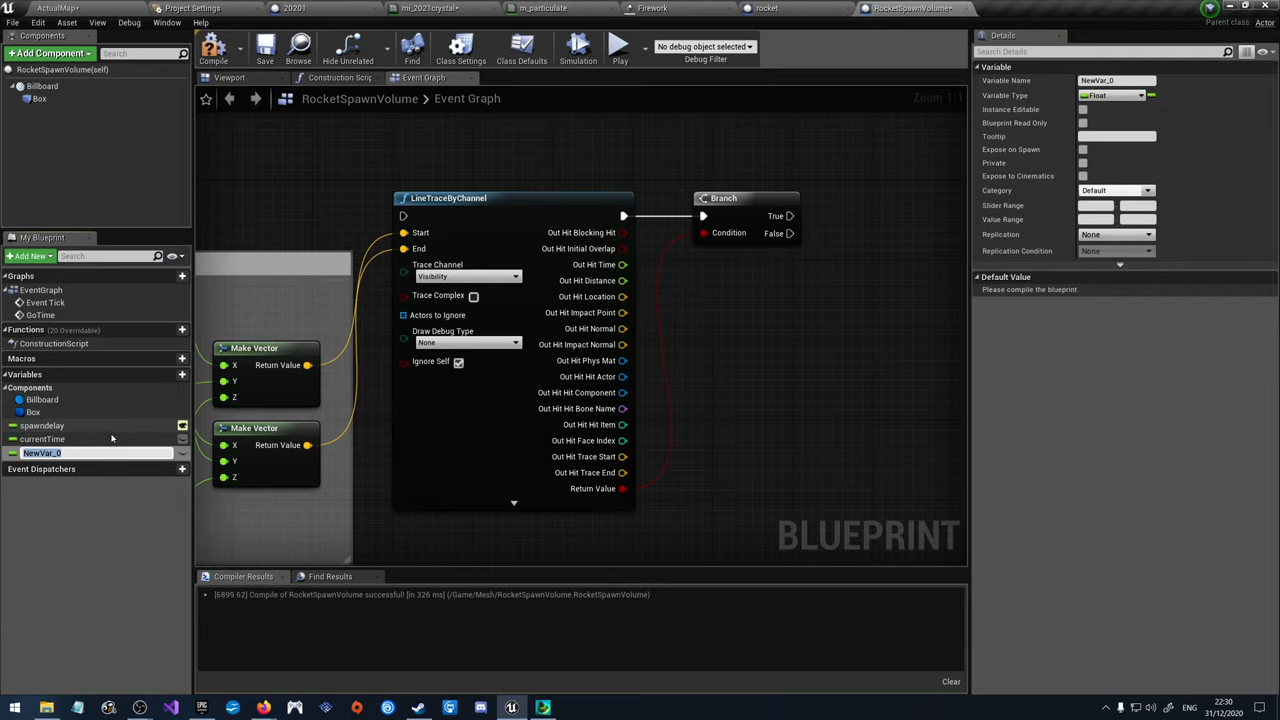 ActualMap•
Project Settings
20201
mi_2021crystal•
m_particulate
Firework
rocket
RocketSpawnVolume•
File Edit Asset View Debug Window Help
Parent class: Actor
Components
+ Add Component
Search
RocketSpawnVolume(self)
Billboard
Box
Compile
Save
Browse
Hide Unrelated
Find
Class Settings
Class Defaults
Simulation
Play
No debug object selected
Debug Filter
Viewport
Construction Scrip
Event Graph
RocketSpawnVolume > Event Graph
Zoom 1:1
My Blueprint
+ Add New
Search
Graphs
EventGraph
Event Tick
GoTime
Functions (20 Overridable)
ConstructionScript
Macros
Variables
Components
Billboard
Box
spawndelay
currentTime
NewVar_0
Event Dispatchers
Make Vector
X Return Value
Y
Z
Make Vector
X Return Value
Y
Z
LineTraceByChannel
Start Out Hit Blocking Hit
End Out Hit Initial Overlap
Trace Channel Out Hit Time
Visibility Out Hit Distance
Trace Complex Out Hit Location
Actors to Ignore Out Hit Impact Point
Draw Debug Type Out Hit Normal
None Out Hit Impact Normal
Ignore Self Out Hit Phys Mat
Out Hit Hit Actor
Out Hit Hit Component
Out Hit Hit Bone Name
Out Hit Hit Item
Out Hit Face Index
Out Hit Trace Start
Out Hit Trace End
Return Value
Branch
True
Condition False
BLUEPRINT
Compiler Results
Find Results
[6899.62] Compile of RocketSpawnVolume successful! [in 326 ms] (/Game/Mesh/RocketSpawnVolume.RocketSpawnVolume)
Clear
Details
Search Details
Variable
Variable Name NewVar_0
Variable Type Float
Instance Editable
Blueprint Read Only
Tooltip
Expose on Spawn
Private
Expose to Cinematics
Category Default
Slider Range
Value Range
Replication None
Replication Condition None
Default Value
Please compile the blueprint
ENG
22:30
31/12/2020